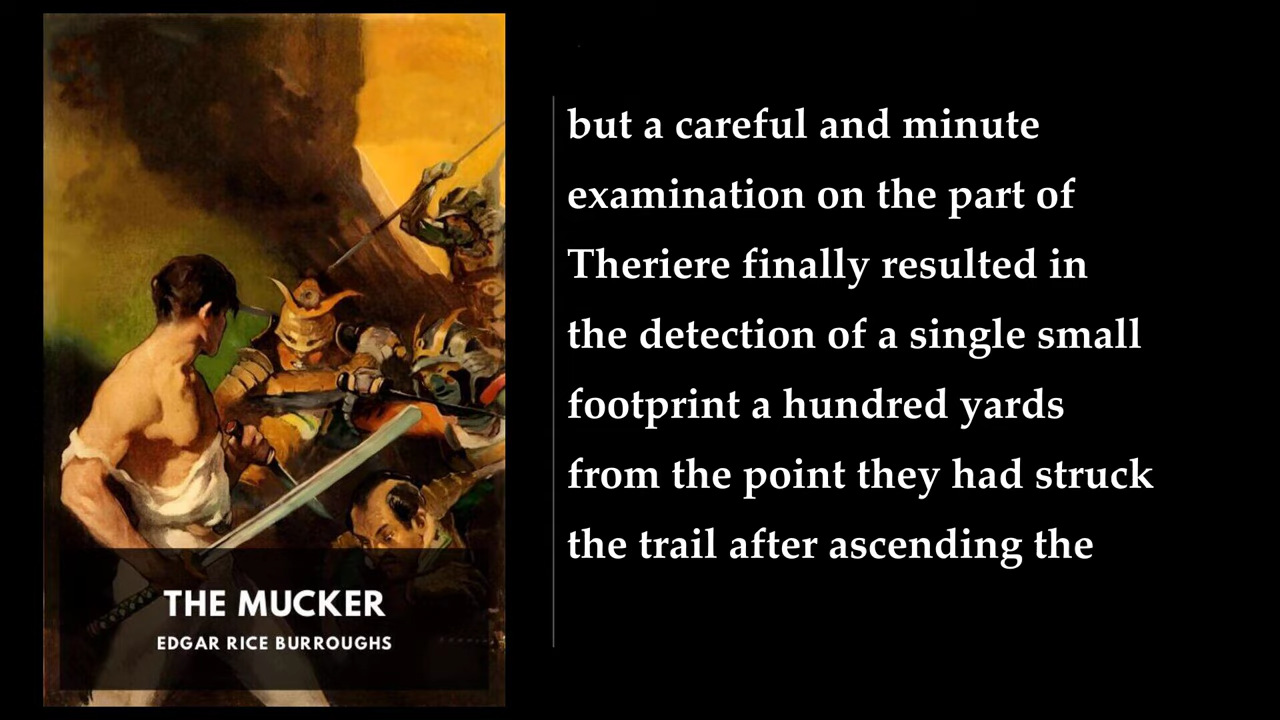 THE MUCKER
EDGAR RICE BURROUGHS
but a careful and minute
examination on the part of
Theriere finally resulted in
the detection of a single small
footprint a hundred yards
from the point they had struck
the trail after ascending the